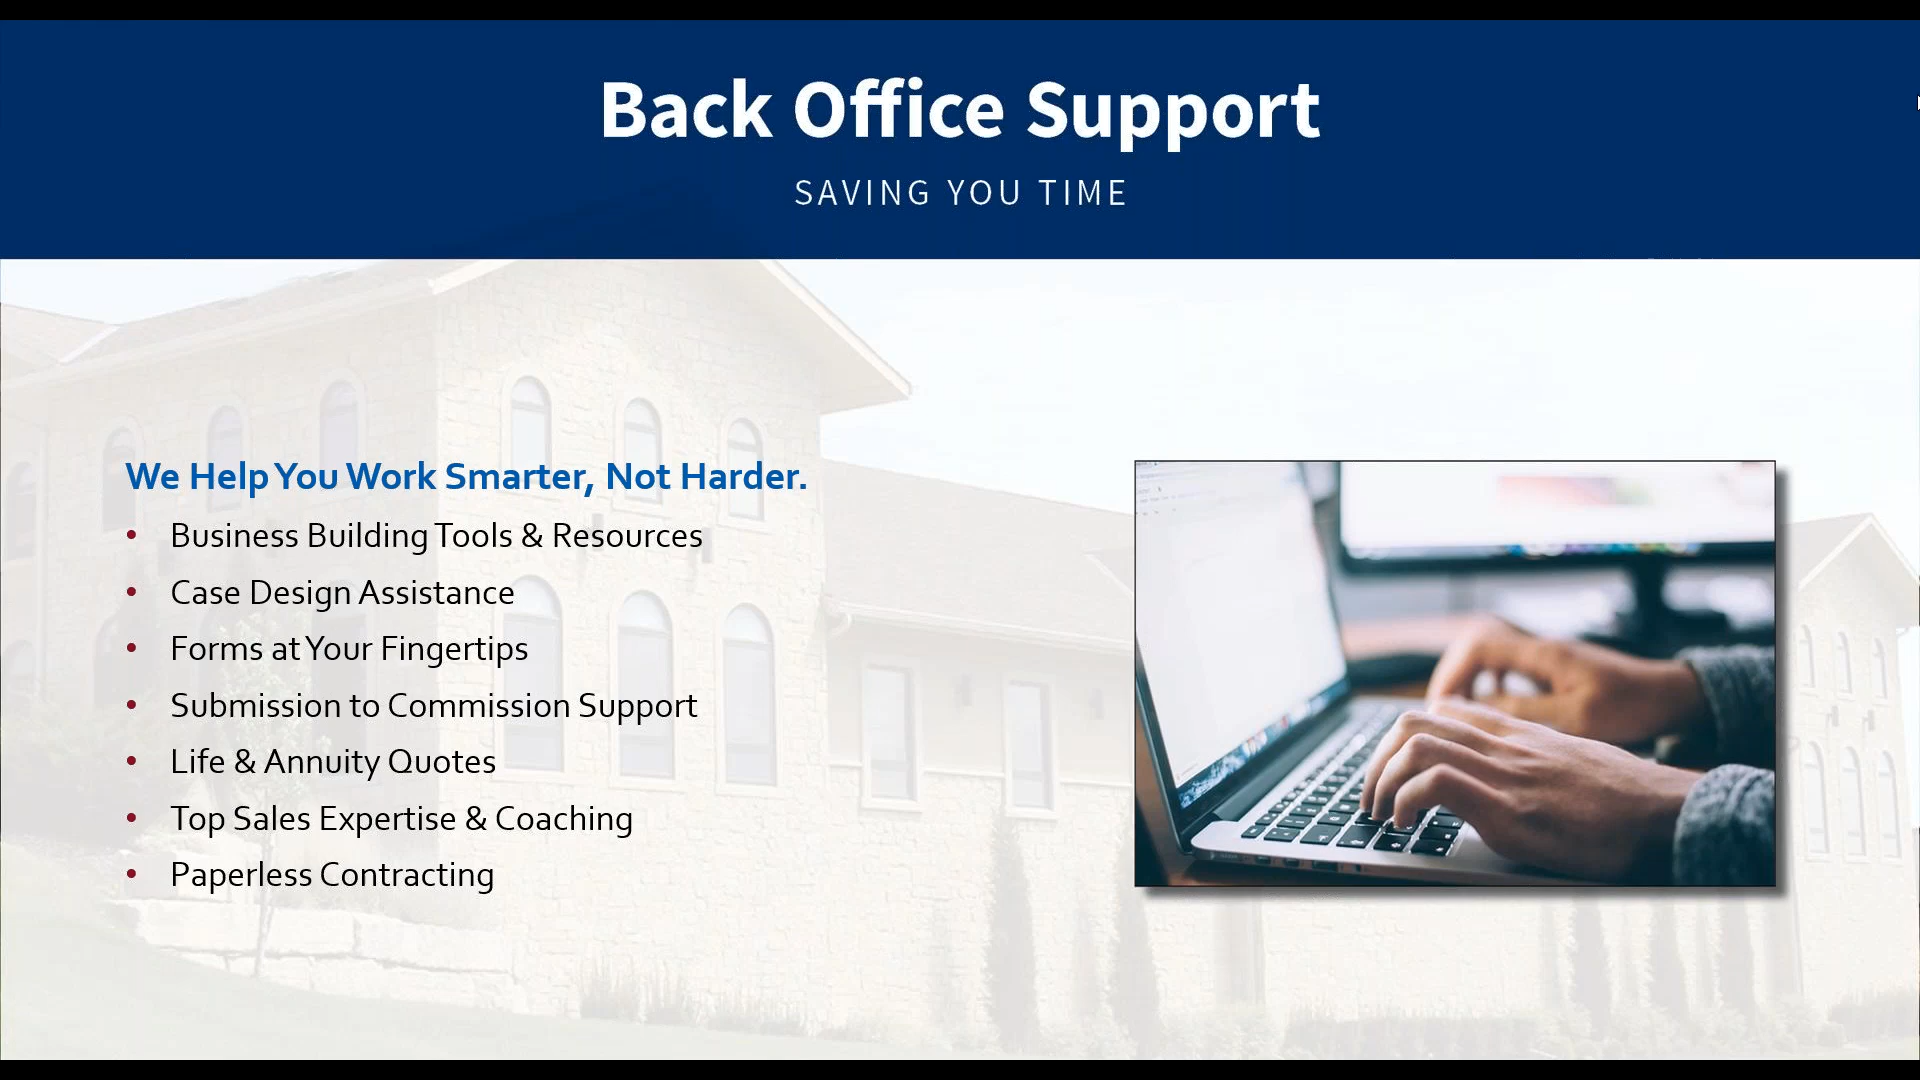 Back Office Support
SAVING YOU TIME
We Help You Work Smarter, Not Harder.
• Business Building Tools & Resources
• Case Design Assistance
• Forms at Your Fingertips
• Submission to Commission Support
• Life & Annuity Quotes
• Top Sales Expertise & Coaching
• Paperless Contracting